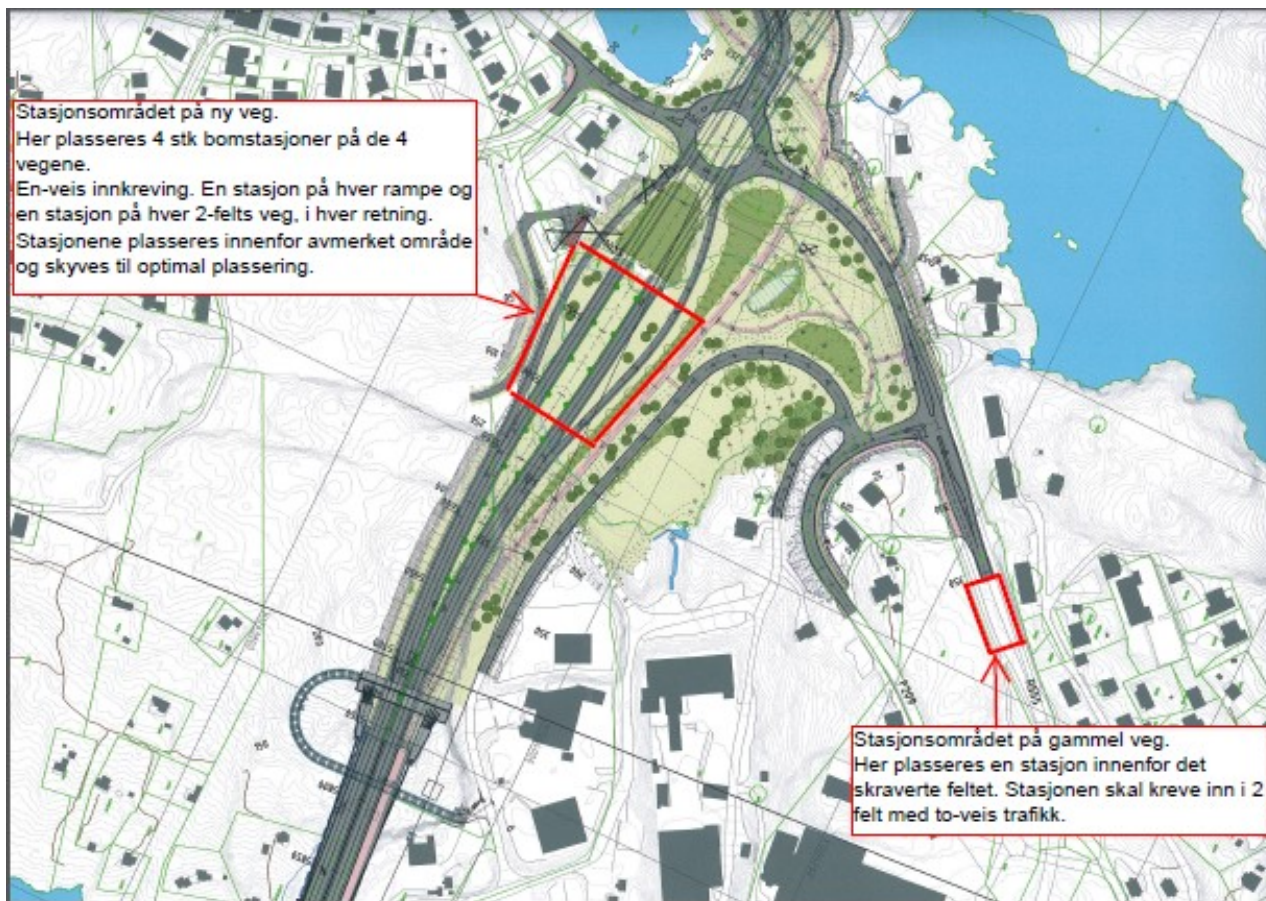 Stasjonsområdet på ny veg.
Her plasseres 4 stk bomstasjoner på de 4
vegene.
En-veis innkreving. En stasjon på hver rampe og
en stasjon på hver 2-felts veg, i hver retning.
Stasjonene plasseres innenfor avmerket område
og skyves til optimal plassering.
Stasjonsområdet på gammel veg.
Her plasseres en stasjon innenfor det
skraverte feltet. Stasjonen skal kreve inn i 2
felt med to-veis trafikk.